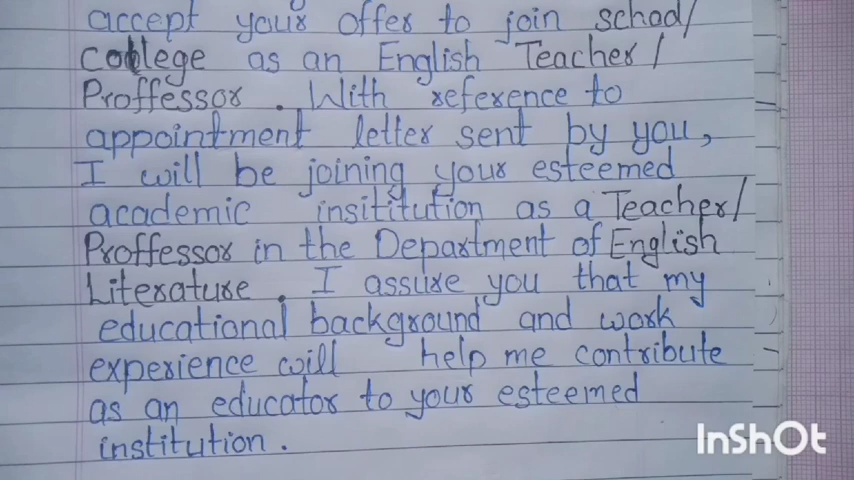 accept your offer to join school/
College as an English Teacher/
Proffessor. With reference to
appointment letter sent by you,
I will be joining your esteemed
academic insititution as a Teacher/
Proffessor in the Department of English
Literature. I assure you that my
educational background and work
experience will help me contribute
as an educator to your esteemed
institution.
InShOt